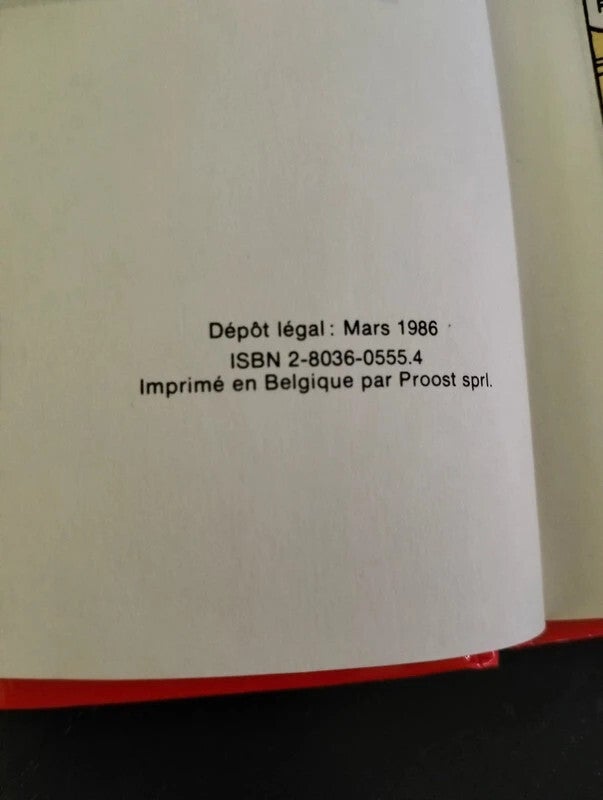 Dépôt légal : Mars 1986
ISBN 2-8036-0555.4
Imprimé en Belgique par Proost sprl.